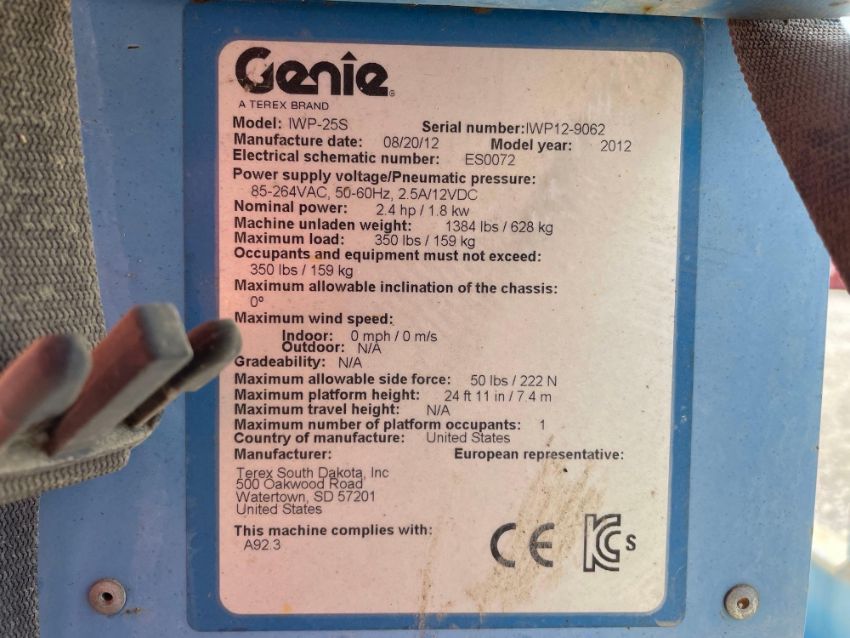 Genie
A TEREX BRAND
Model: IWP-25S Serial number:IWP12-9062
Manufacture date: 08/20/12 Model year: 2012
Electrical schematic number: ES0072
Power supply voltage/Pneumatic pressure:
85-264VAC, 50-60Hz, 2.5A/12VDC
Nominal power: 2.4 hp / 1.8 kw
Machine unladen weight: 1384 lbs / 628 kg
Maximum load: 350 lbs / 159 kg
Occupants and equipment must not exceed:
350 lbs / 159 kg
Maximum allowable inclination of the chassis:
0º
Maximum wind speed:
Indoor: 0 mph / 0 m/s
Outdoor: N/A
Gradeability: N/A
Maximum allowable side force: 50 lbs / 222 N
Maximum platform height: 24 ft 11 in / 7.4 m
Maximum travel height: N/A
Maximum number of platform occupants: 1
Country of manufacture: United States
Manufacturer: European representative:
Terex South Dakota, Inc
500 Oakwood Road
Watertown, SD 57201
United States
This machine complies with:
A92.3
CE KCs